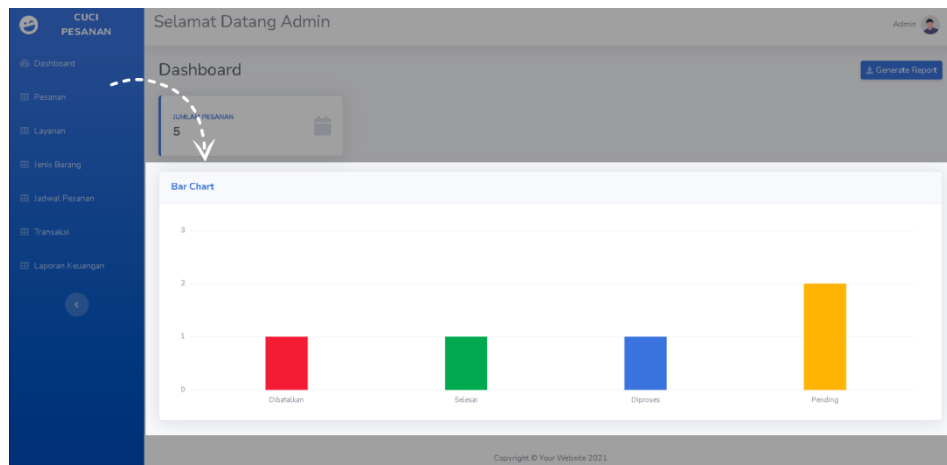 CUCI
PESANAN
Selamat Datang Admin
Admin
Dashboard
Pesanan
Layanan
Jenis Barang
Jadwal Pesanan
Transaksi
Laporan Keuangan
Dashboard
Generate Report
JUMLAH PESANAN
5
Bar Chart
3
2
1
0
Dibatalkan
Selesai
Diproses
Pending
Copyright © Your Website 2021